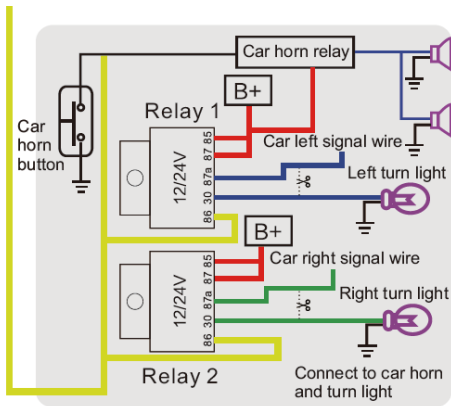 Car horn relay
B+
Relay 1
Car
horn
button
12/24V
85
87
87a
30
86
Car left signal wire
Left turn light
B+
Car right signal wire
12/24V
85
87
87a
30
86
Right turn light
Relay 2
Connect to car horn
and turn light